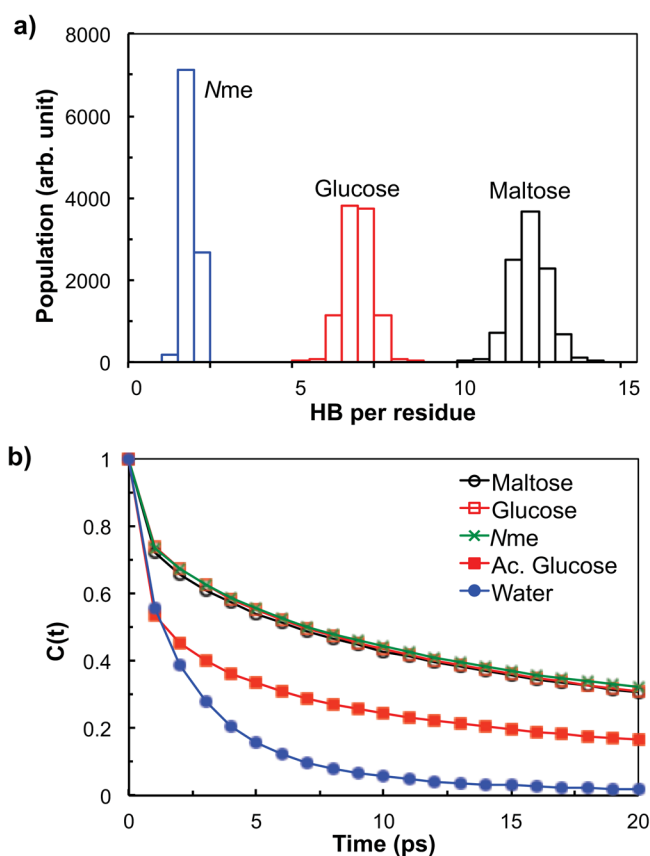 a)
Population (arb. unit)
8000
6000
4000
2000
0
Nme
Glucose
Maltose
0 5 10 15
HB per residue
b)
C(t)
1
0.8
0.6
0.4
0.2
0
Maltose
Glucose
Nme
Ac. Glucose
Water
0 5 10 15 20
Time (ps)